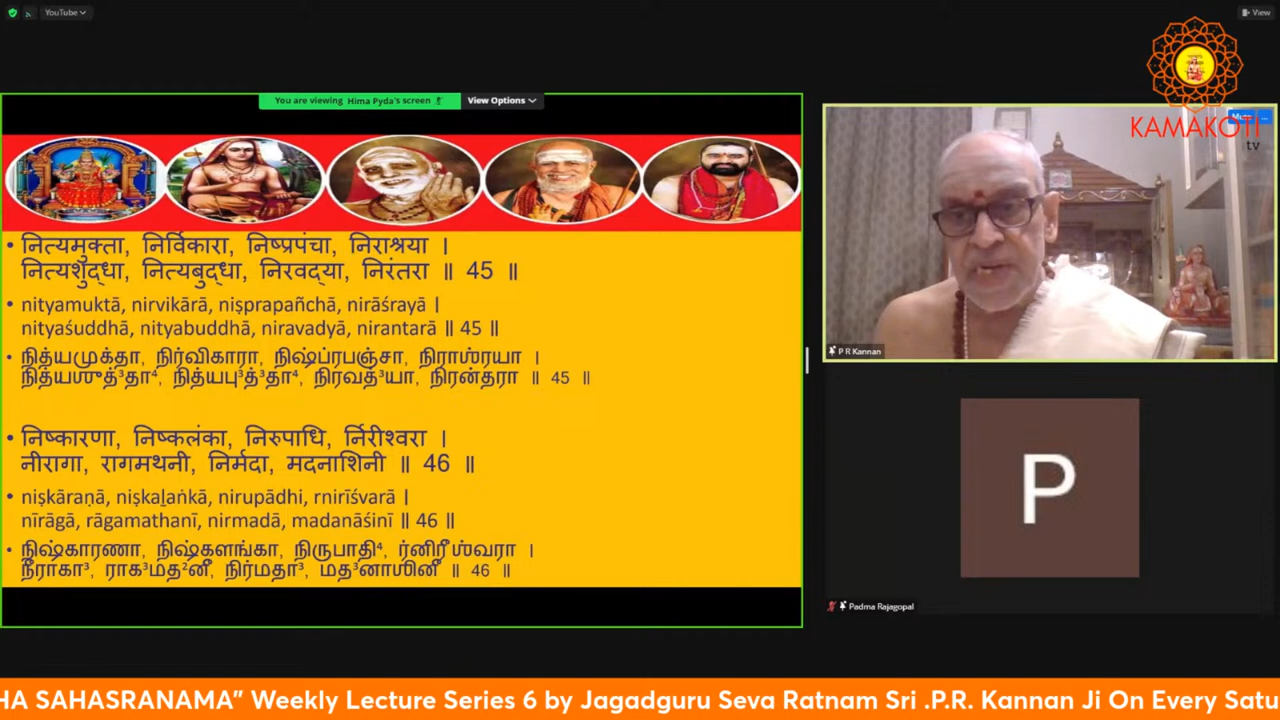 YouTube
View
KAMAKOTI
tv
You are viewing Hima Pyda's screen
View Options
नित्यमुक्ता, निर्विकारा, निष्प्रपंचा, निराश्रया ।
नित्यशुद्धा, नित्यबुद्धा, निरवद्या, निरंतरा ॥ 45 ॥
nityamuktā, nirvikārā, niṣprapañchā, nirāśrayā |
nityaśuddhā, nityabuddhā, niravadyā, nirantarā ǁ 45 ǁ
நித்யமுக்தா, நிர்விகாரா, நிஷ்ப்ரபஞ்சா, நிராஶ்ரயா ।
நித்யஶுத்³தா⁴, நித்யபு³த்³தா⁴, நிரவத்³யா, நிரன்தரா ॥ 45 ॥
निष्कारणा, निष्कलंका, निरुपाधि, र्निरीश्वरा ।
नीरागा, रागमथनी, निर्मदा, मदनाशिनी ॥ 46 ॥
niṣkāraṇā, niṣkaḻaṅkā, nirupādhi, rnirīśvarā |
nīrāgā, rāgamathanī, nirmadā, madanāśinī ǁ 46 ǁ
நிஷ்காரணா, நிஷ்களங்கா, நிருபாதி⁴, ர்னிரீஶ்வரா ।
நீராகா³, ராக³மத²னீ, நிர்மதா³, மத³னாஶினீ ॥ 46 ॥
P R Kannan
P
Padma Rajagopal
HA SAHASRANAMA” Weekly Lecture Series 6 by Jagadguru Seva Ratnam Sri .P.R. Kannan Ji On Every Satu